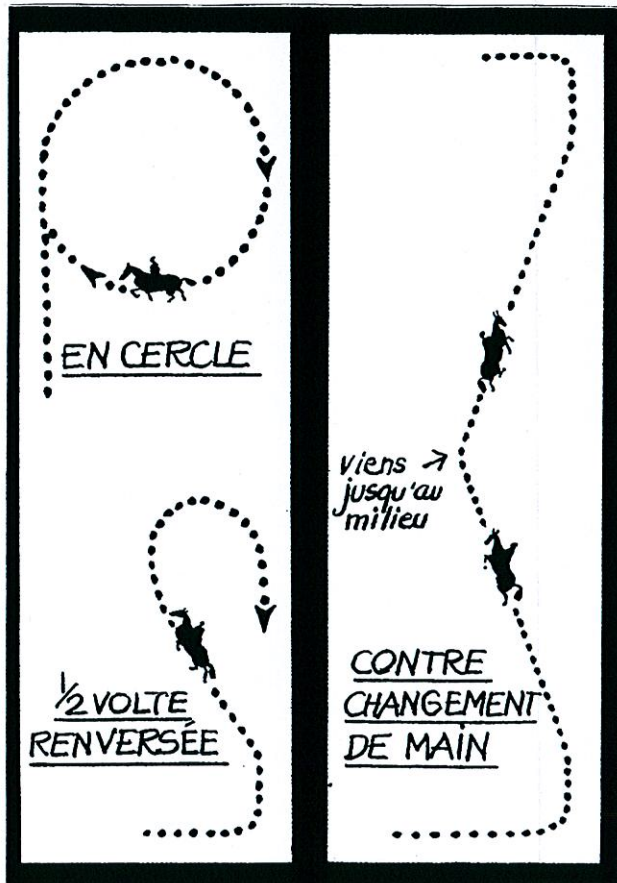 EN CERCLE
1/2 VOLTE
RENVERSÉE
viens
jusqu'au
milieu
CONTRE
CHANGEMENT
DE MAIN